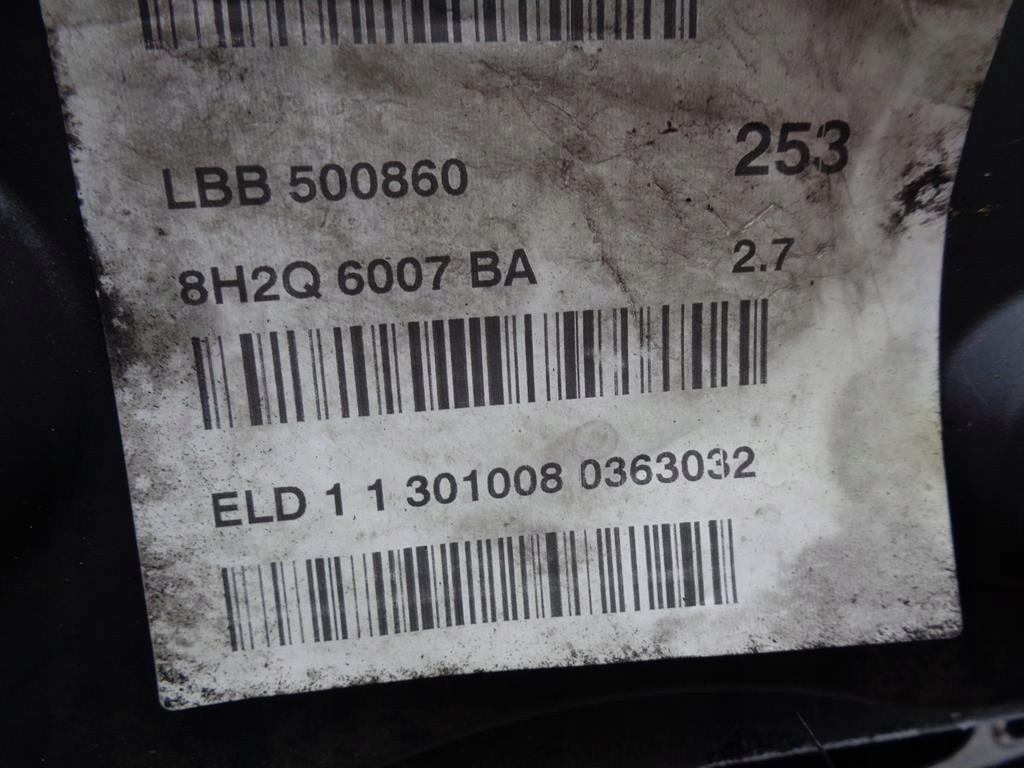 253
LBB 500860
8H2Q 6007 BA 2.7
ELD 1 1 301008 0363032